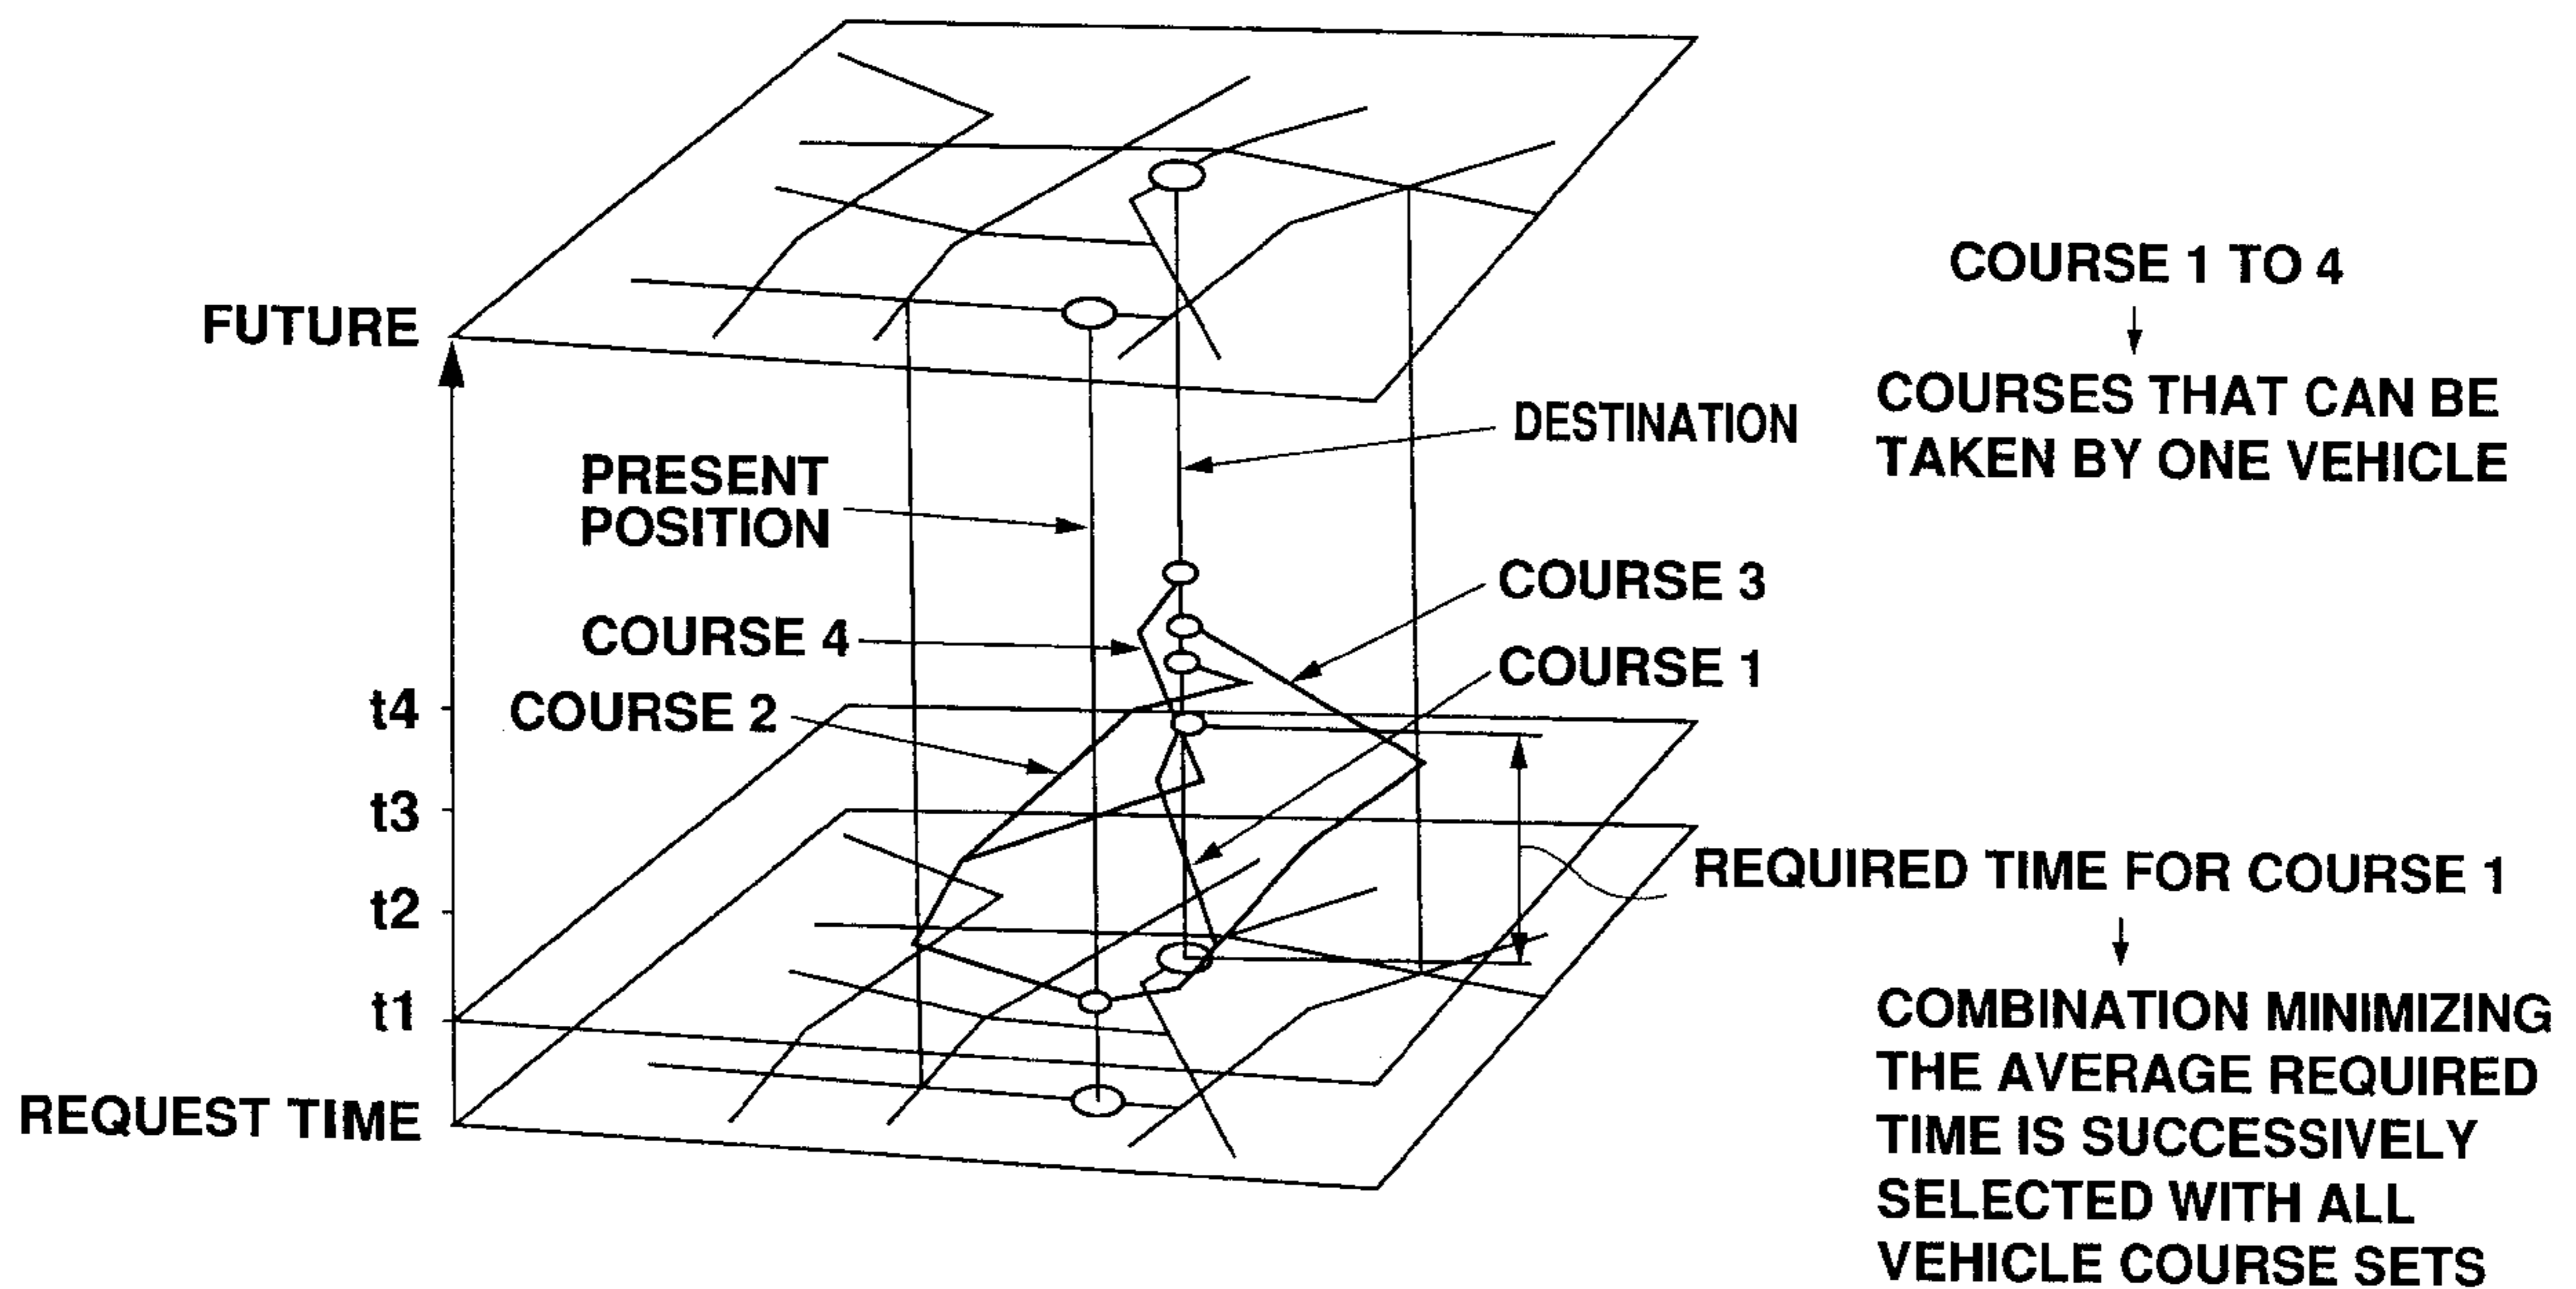 FUTURE
PRESENT
POSITION
DESTINATION
COURSE 4
COURSE 2
COURSE 3
COURSE 1
t4
t3
t2
t1
REQUEST TIME
COURSE 1 TO 4
COURSES THAT CAN BE
TAKEN BY ONE VEHICLE
REQUIRED TIME FOR COURSE 1
COMBINATION MINIMIZING
THE AVERAGE REQUIRED
TIME IS SUCCESSIVELY
SELECTED WITH ALL
VEHICLE COURSE SETS